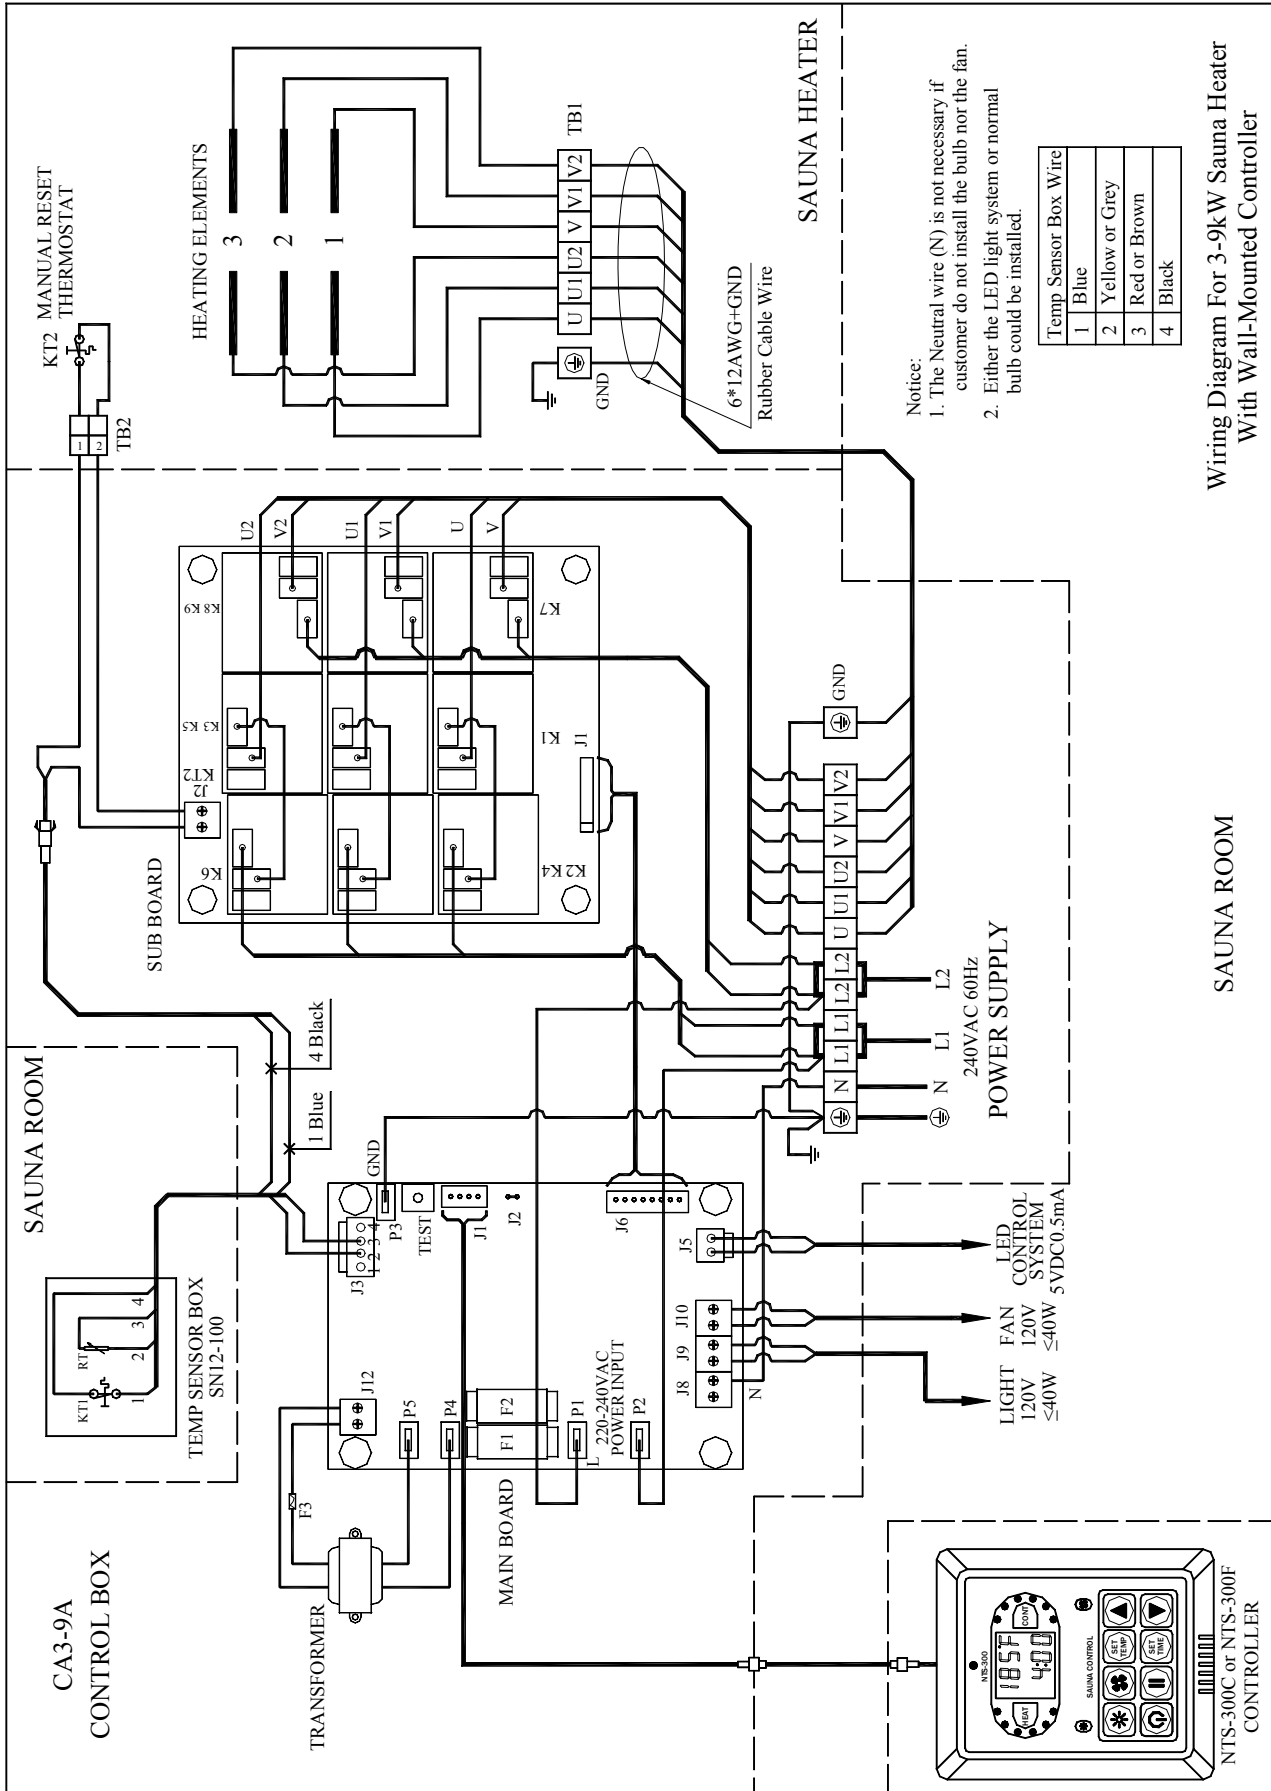 CA3-9A
CONTROL BOX
SAUNA ROOM
KT1
RT
1
2
3
4
TEMP SENSOR BOX
SN12-100
TRANSFORMER
F3
J12
P5
P4
F1
F2
MAIN BOARD
L
P1
220-240VAC
POWER INPUT
P2
J3
1 2 3 4
GND
P3
TEST
J1
J2
J6
J5
J10
J9
J8
N
1 Blue
4 Black
SUB BOARD
J2
KT2
K6
K3 K5
K8 K9
K2 K4
K1
K7
J1
U2
V2
U1
V1
U
V
KT2
MANUAL RESET
THERMOSTAT
1
2
TB2
HEATING ELEMENTS
3
2
1
U
U1
U2
V
V1
V2
TB1
GND
6*12AWG+GND
Rubber Cable Wire
SAUNA HEATER
N
L1
L1
L2
L2
U
U1
U2
V
V1
V2
GND
N
L1
L2
240VAC 60Hz
POWER SUPPLY
LIGHT
120V
≤40W
FAN
120V
≤40W
LED
CONTROL
SYSTEM
5VDC0.5mA
NTS-300
HEAT
185°F
4:00
CONT
SAUNA CONTROL
SET
TEMP
SET
TIME
NTS-300C or NTS-300F
CONTROLLER
SAUNA ROOM
Notice:
1. The Neutral wire (N) is not necessary if
customer do not install the bulb nor the fan.
2. Either the LED light system or normal
bulb could be installed.
Temp Sensor Box Wire
1 Blue
2 Yellow or Grey
3 Red or Brown
4 Black
Wiring Diagram For 3-9kW Sauna Heater
With Wall-Mounted Controller